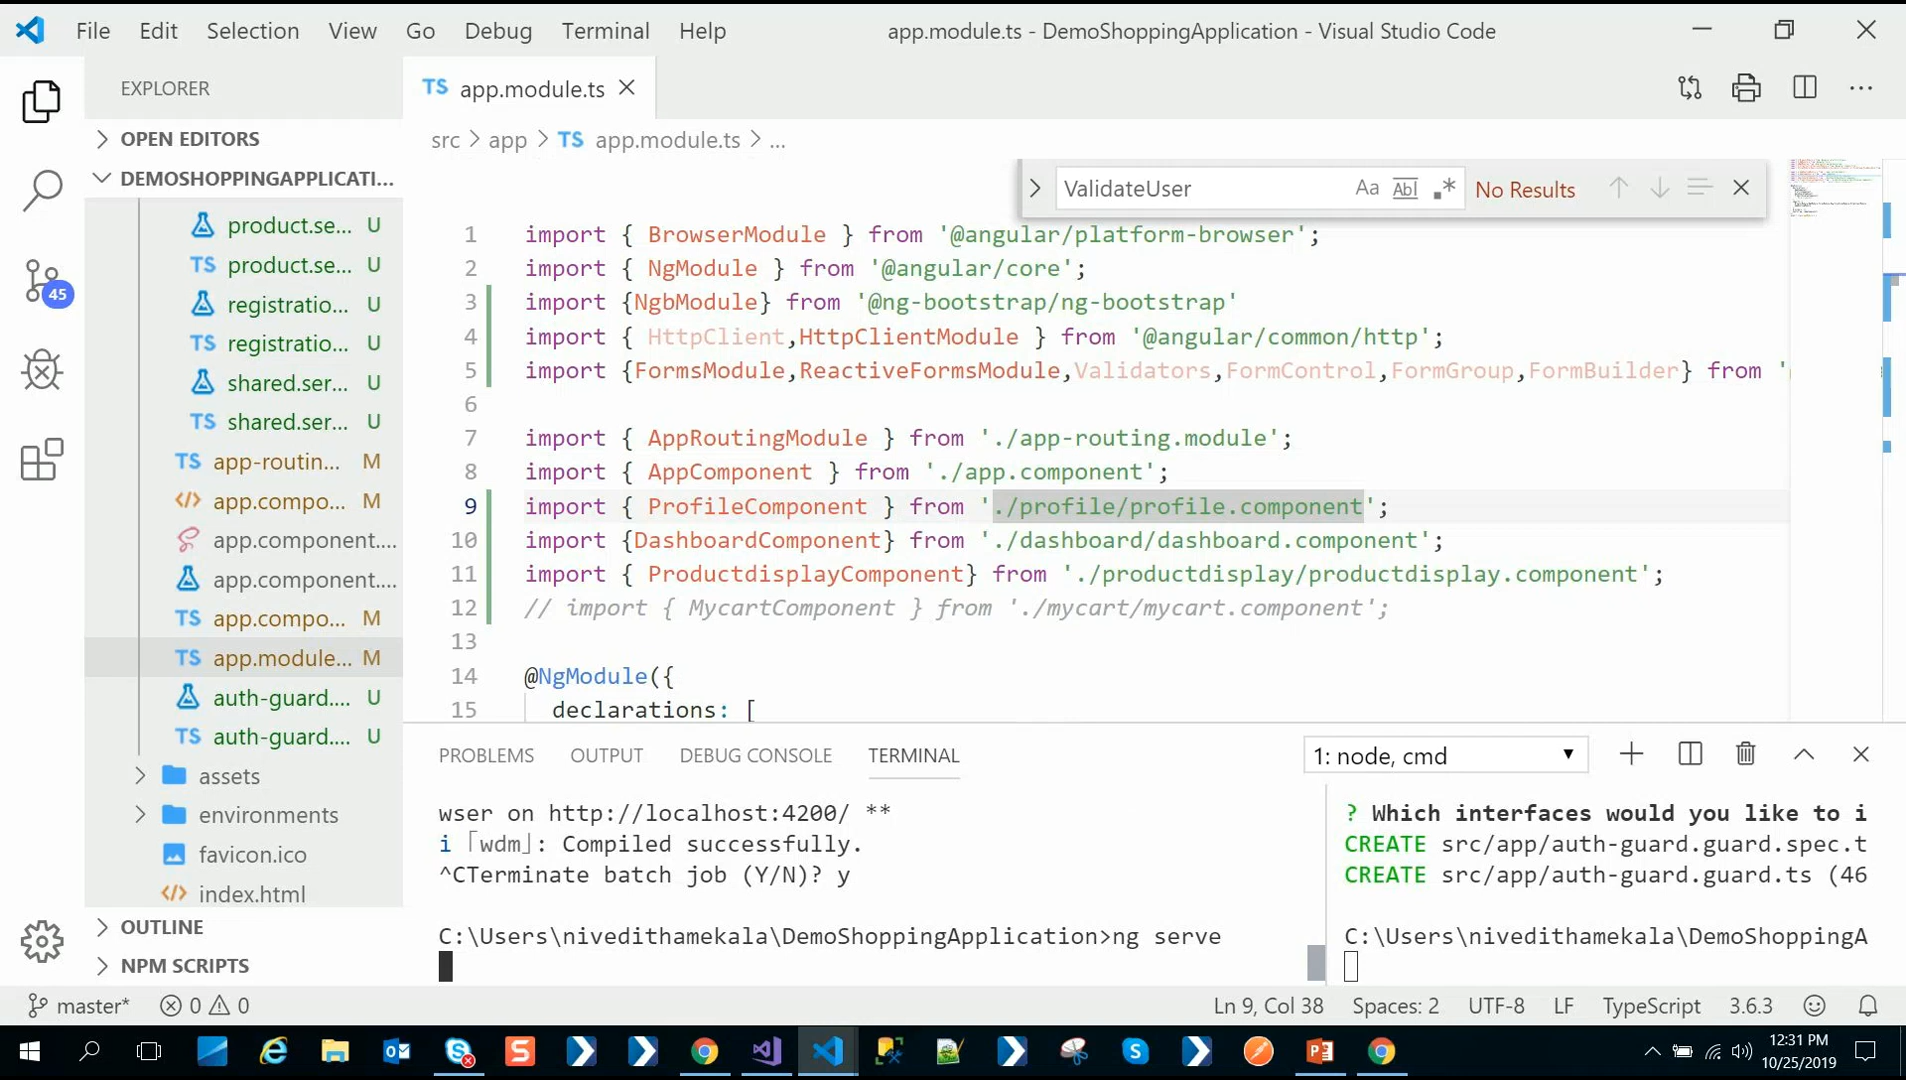 File Edit Selection View Go Debug Terminal Help
app.module.ts - DemoShoppingApplication - Visual Studio Code
EXPLORER
TS app.module.ts
OPEN EDITORS
src > app > TS app.module.ts > ...
DEMOSHOPPINGAPPLICATI...
ValidateUser Aa Abl .* No Results
product.se... U
TS product.se... U
registratio... U
TS registratio... U
shared.ser... U
TS shared.ser... U
TS app-routin... M
</> app.compo... M
app.component....
app.component....
TS app.compo... M
TS app.module... M
auth-guard.... U
TS auth-guard.... U
assets
environments
favicon.ico
</> index.html
OUTLINE
NPM SCRIPTS
45
1 import { BrowserModule } from '@angular/platform-browser';
2 import { NgModule } from '@angular/core';
3 import {NgbModule} from '@ng-bootstrap/ng-bootstrap'
4 import { HttpClient,HttpClientModule } from '@angular/common/http';
5 import {FormsModule,ReactiveFormsModule,Validators,FormControl,FormGroup,FormBuilder} from '
6
7 import { AppRoutingModule } from './app-routing.module';
8 import { AppComponent } from './app.component';
9 import { ProfileComponent } from './profile/profile.component';
10 import {DashboardComponent} from './dashboard/dashboard.component';
11 import { ProductdisplayComponent} from './productdisplay/productdisplay.component';
12 // import { MycartComponent } from './mycart/mycart.component';
13
14 @NgModule({
15 declarations: [
PROBLEMS OUTPUT DEBUG CONSOLE TERMINAL
1: node, cmd
wser on http://localhost:4200/ **
i ｢wdm｣: Compiled successfully.
^CTerminate batch job (Y/N)? y
C:\Users\nivedithamekala\DemoShoppingApplication>ng serve
? Which interfaces would you like to i
CREATE src/app/auth-guard.guard.spec.t
CREATE src/app/auth-guard.guard.ts (46
C:\Users\nivedithamekala\DemoShoppingA
master* 0 0
Ln 9, Col 38 Spaces: 2 UTF-8 LF TypeScript 3.6.3
12:31 PM
10/25/2019